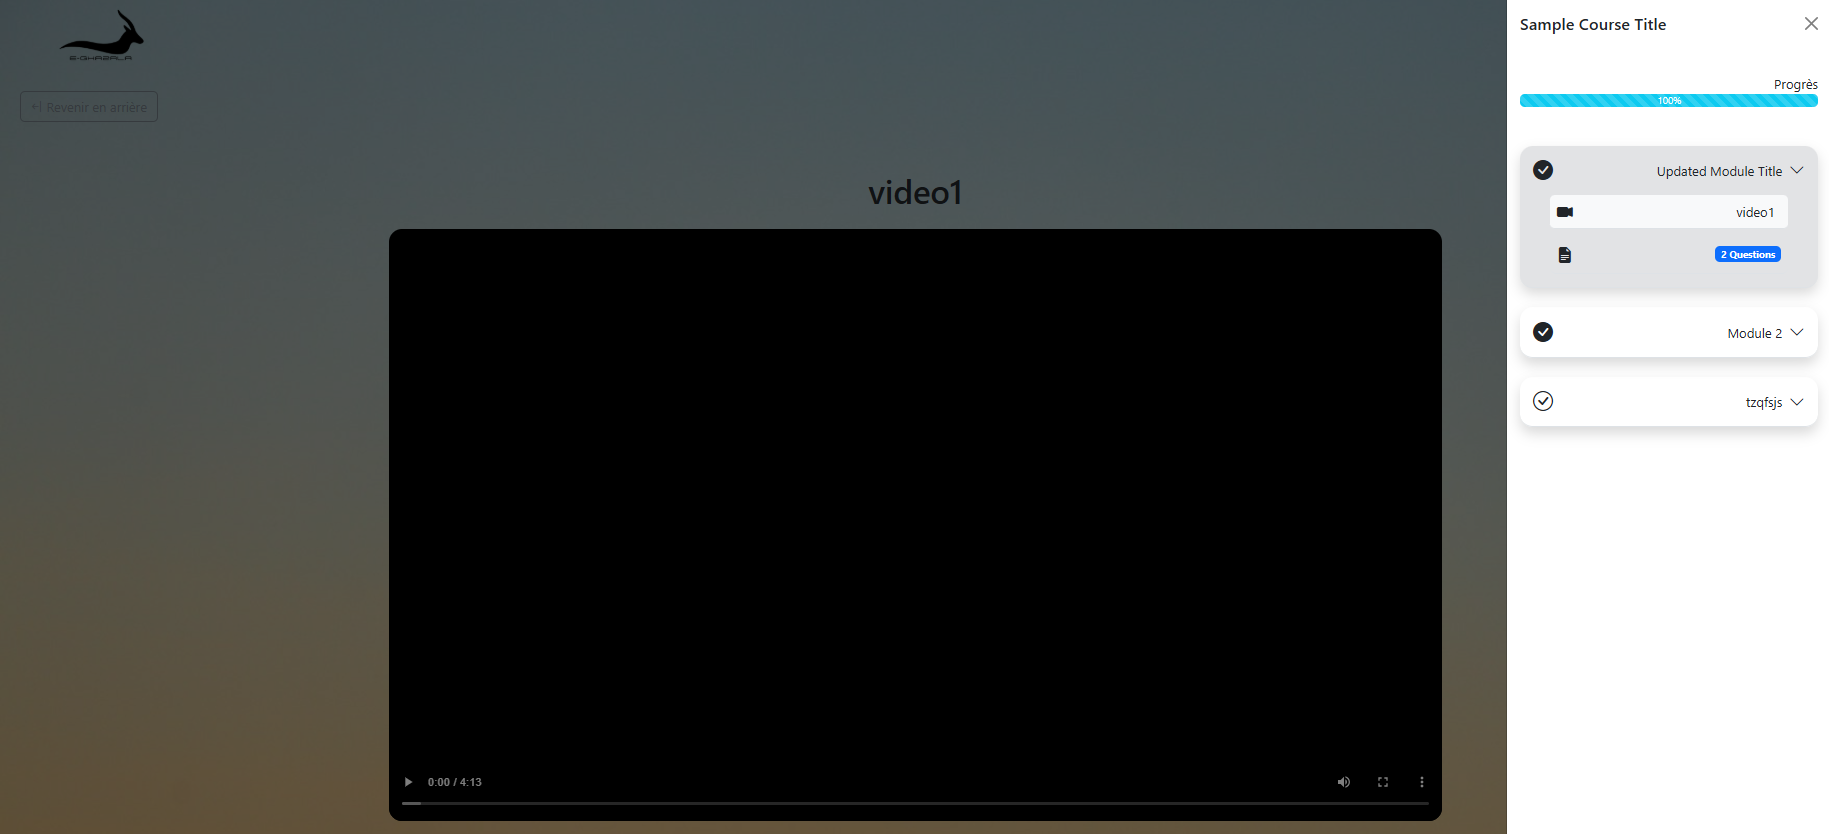 E-GHAZALA
Revenir en arrière
video1
0:00 / 4:13
Sample Course Title
Progrès
100%
Updated Module Title
video1
2 Questions
Module 2
tzqfsjs